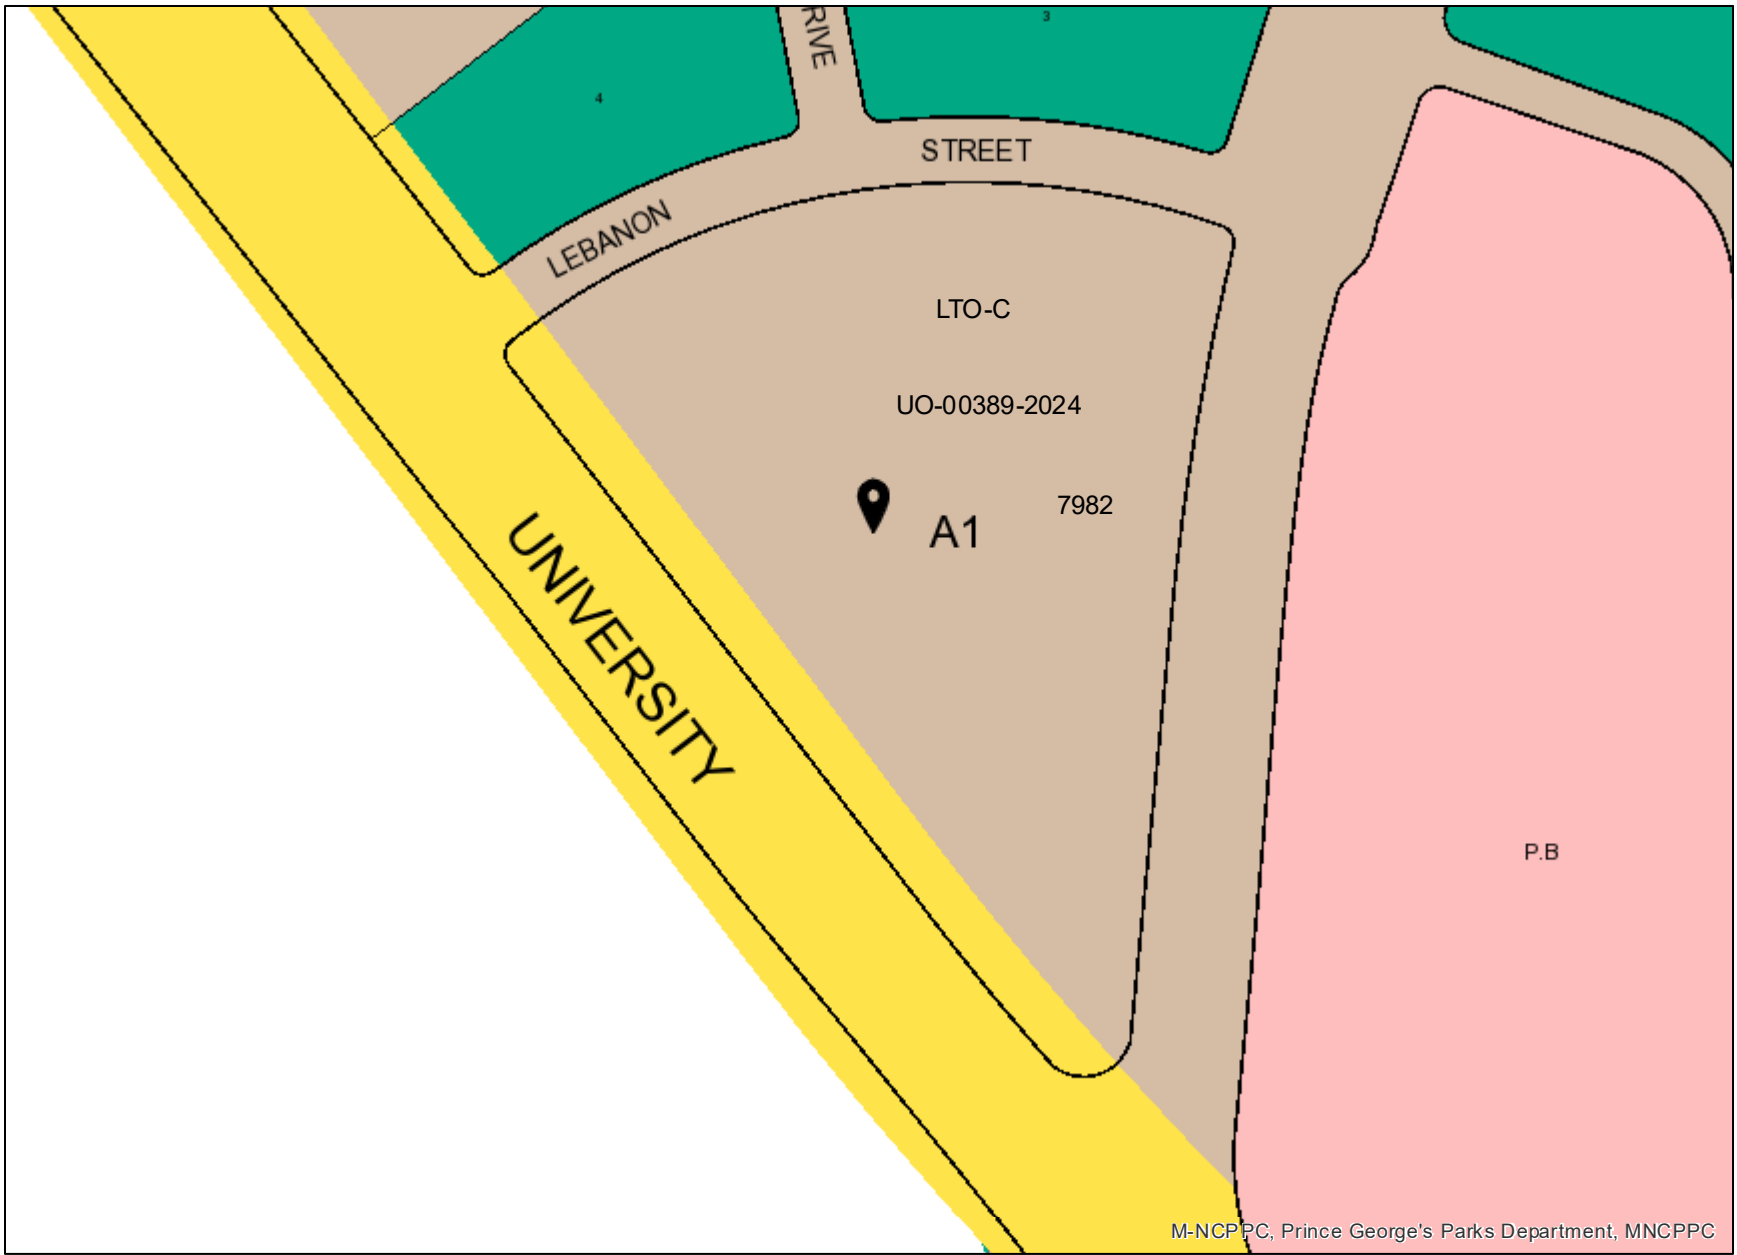 3
RIVE
4
STREET
LEBANON
LTO-C
UO-00389-2024
7982
A1
UNIVERSITY
P.B
M-NCPPC, Prince George's Parks Department, MNCPPC